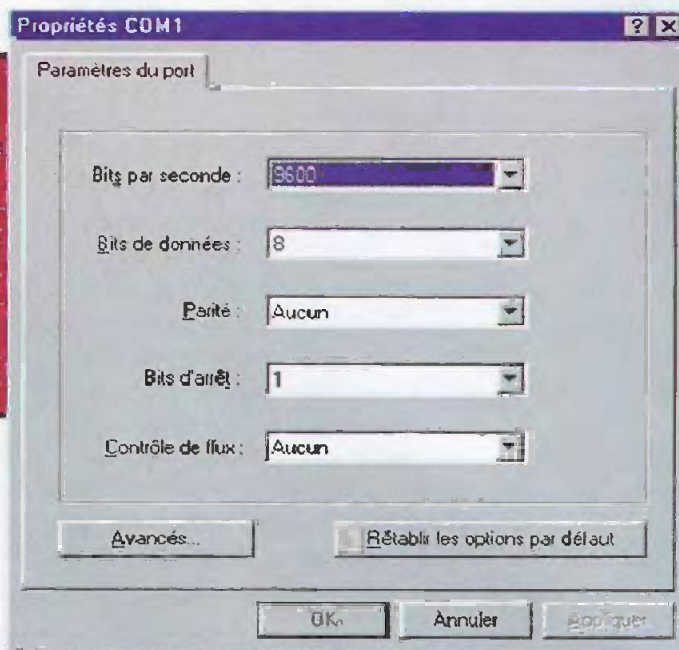 Propriétés COM1
Paramètres du port
Bits par seconde : 9600
Bits de données : 8
Parité : Aucun
Bits d'arrêt : 1
Contrôle de flux : Aucun
Avancés... Rétablir les options par défaut
OK Annuler Appliquer